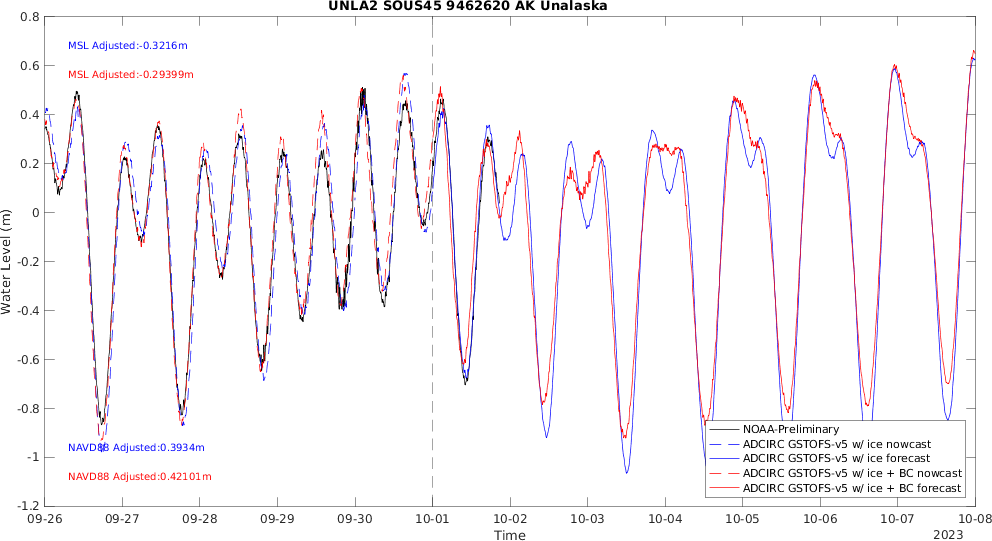 UNLA2 SOUS45 9462620 AK Unalaska
0.8
0.6
0.4
0.2
0
-0.2
-0.4
-0.6
-0.8
-1
-1.2
Water Level (m)
MSL Adjusted:-0.3216m
MSL Adjusted:-0.29399m
NAVD88 Adjusted:0.3934m
NAVD88 Adjusted:0.42101m
NOAA-Preliminary
ADCIRC GSTOFS-v5 w/ ice nowcast
ADCIRC GSTOFS-v5 w/ ice forecast
ADCIRC GSTOFS-v5 w/ ice + BC nowcast
ADCIRC GSTOFS-v5 w/ ice + BC forecast
09-26 09-27 09-28 09-29 09-30 10-01 10-02 10-03 10-04 10-05 10-06 10-07 10-08
Time
2023